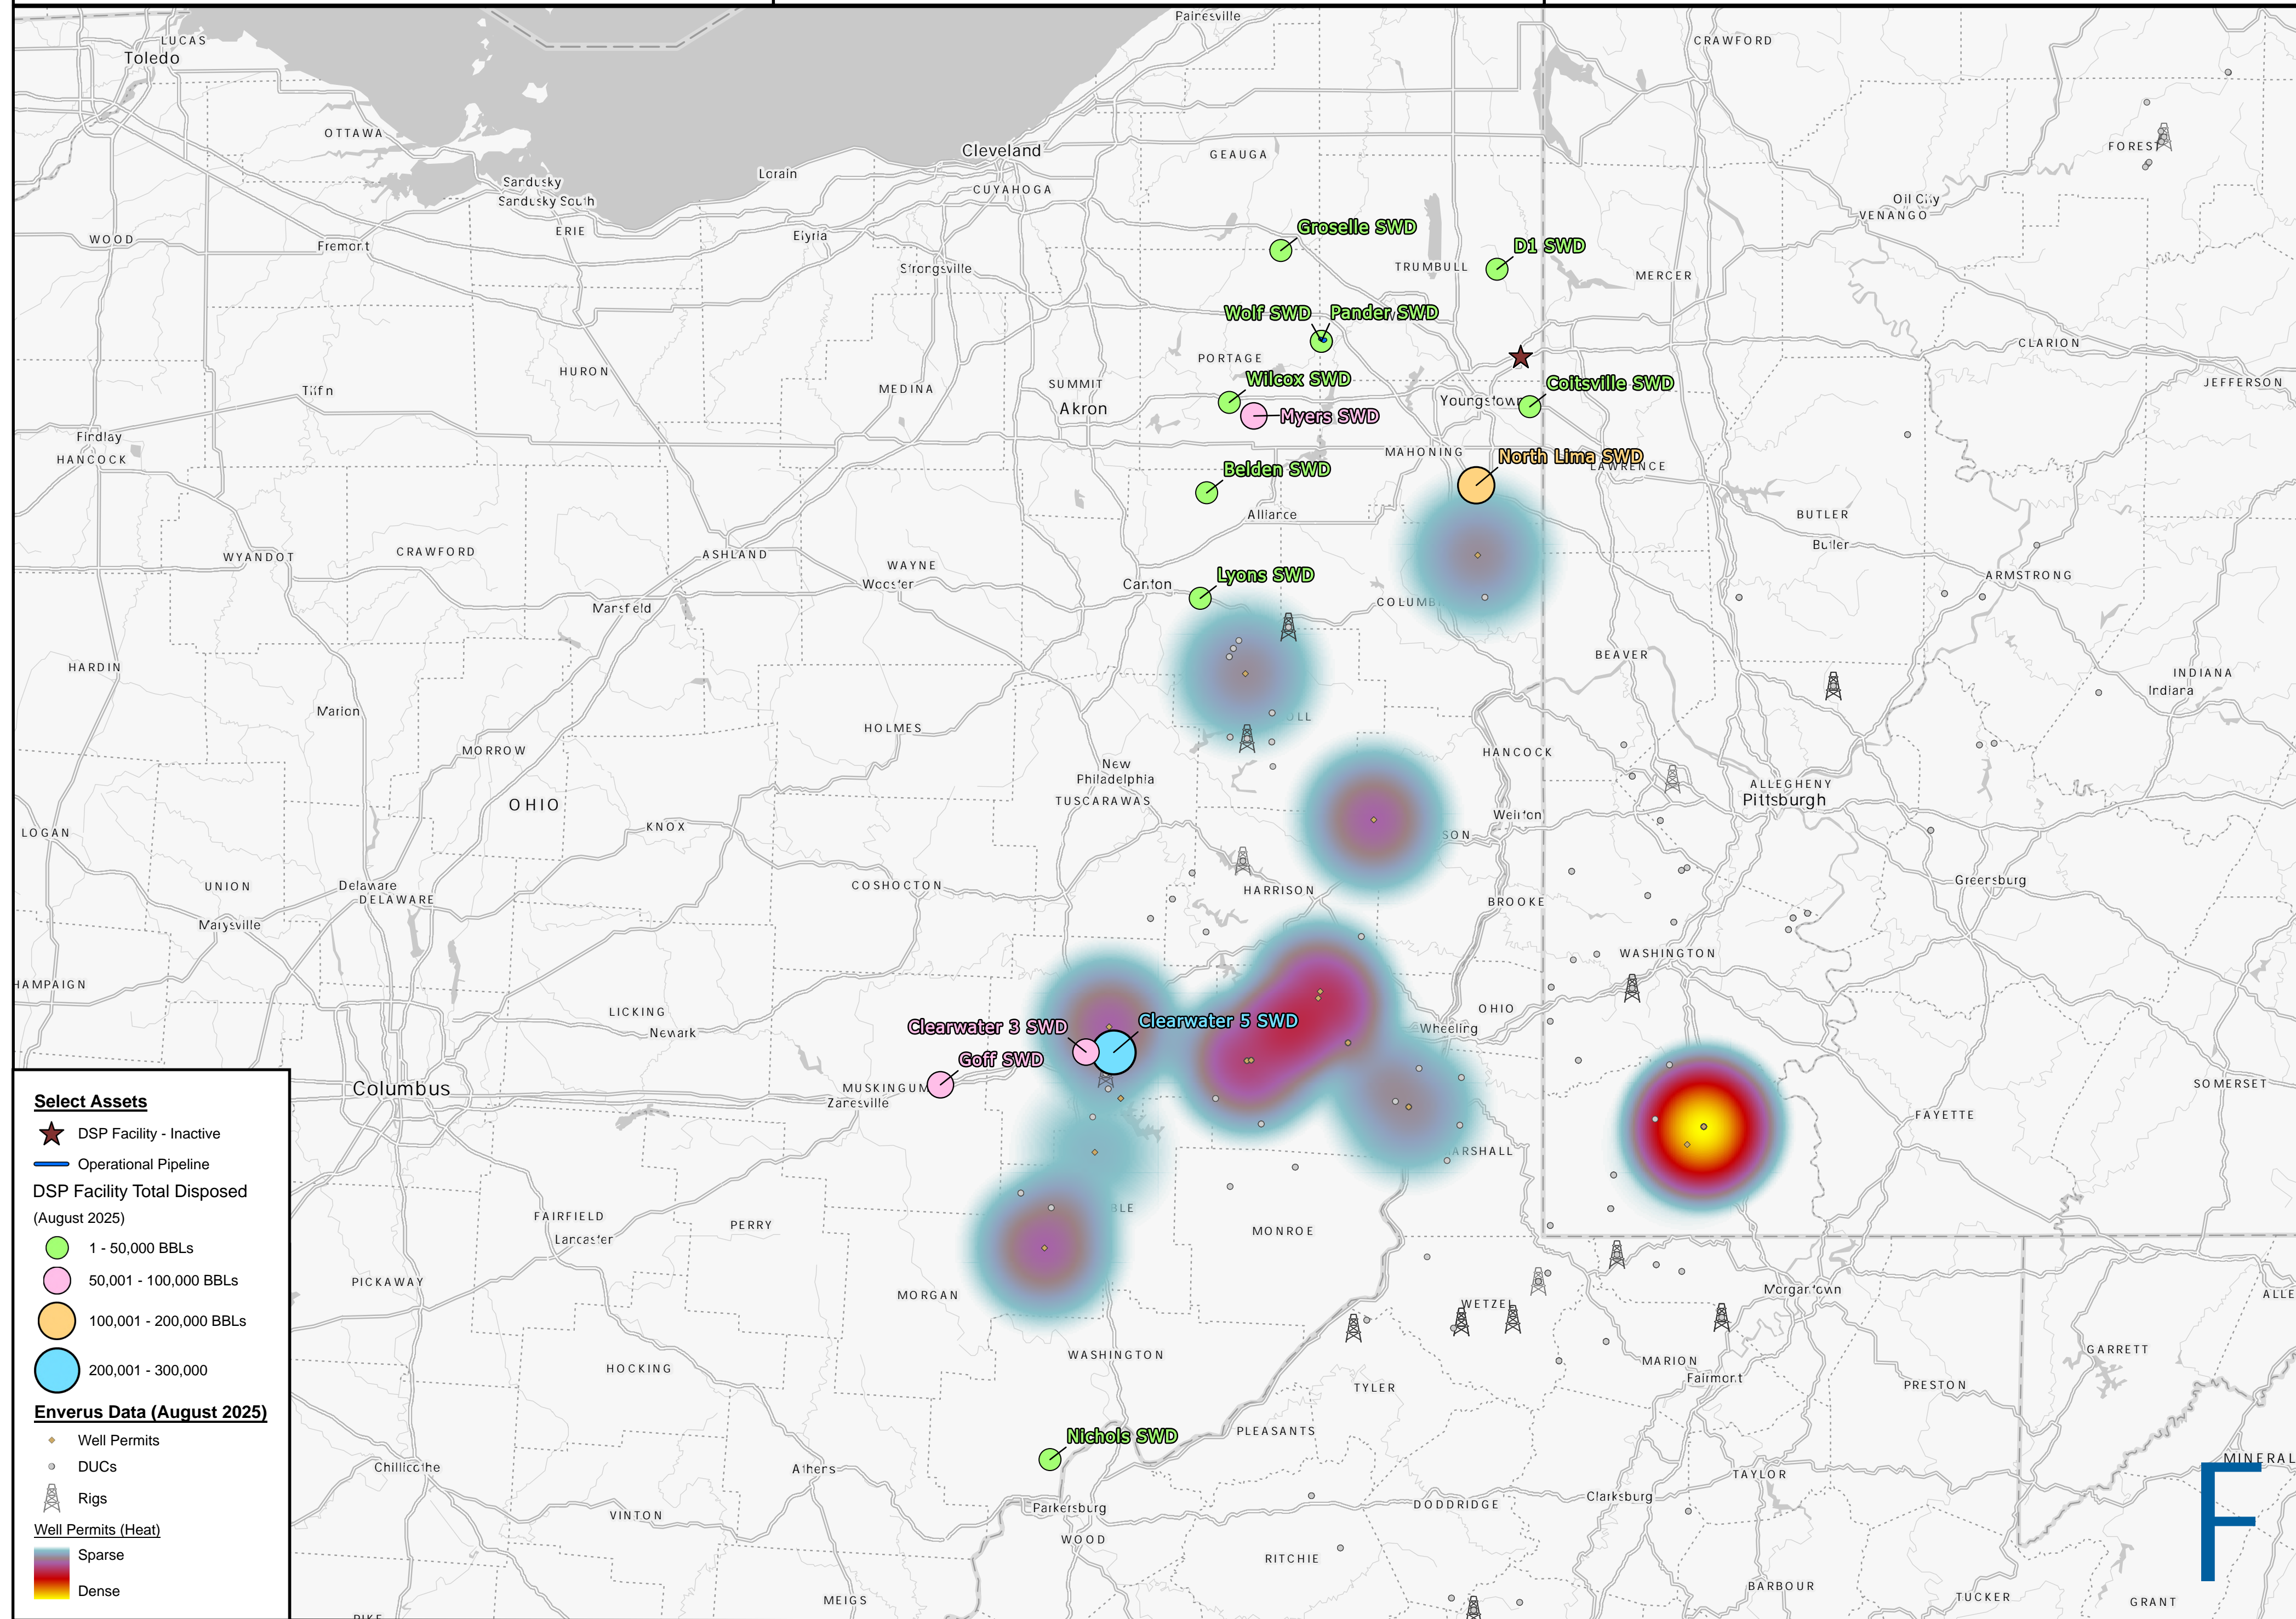 Painesville
LUCAS
Toledo
CRAWFORD
OTTAWA
FOREST
Cleveland
GEAUGA
Lorain
Sandusky
CUYAHOGA
Sandusky South
Oil City
VENANGO
Groselle SWD
ERIE
Elyria
WOOD
Fremont
D1 SWD
TRUMBULL
Strongsville
MERCER
Wolf SWD
Pander SWD
CLARION
PORTAGE
HURON
Wilcox SWD
SUMMIT
Coitsville SWD
JEFFERSON
MEDINA
Tiffin
Youngstown
Akron
Myers SWD
Findlay
MAHONING
North Lima SWD
HANCOCK
LAWRENCE
Belden SWD
Alliance
BUTLER
Butler
CRAWFORD
ASHLAND
WYANDOT
WAYNE
Lyons SWD
ARMSTRONG
Wooster
Canton
COLUMB
Mansfield
BEAVER
HARDIN
INDIANA
Indiana
Marion
OLL
HOLMES
MORROW
HANCOCK
New
Philadelphia
ALLEGHENY
Pittsburgh
TUSCARAWAS
OHIO
Weirton
KNOX
LOGAN
SON
Greensburg
UNION
Delaware
COSHOCTON
HARRISON
DELAWARE
BROOKE
Marysville
WASHINGTON
HAMPAIGN
OHIO
LICKING
Clearwater 5 SWD
Clearwater 3 SWD
Wheeling
Newark
Goff SWD
SOMERSET
Columbus
MUSKINGUM
Zanesville
FAYETTE
ARSHALL
BLE
FAIRFIELD
PERRY
MONROE
Lancaster
PICKAWAY
Morgantown
ALLE
MORGAN
WETZEL
GARRETT
WASHINGTON
MARION
HOCKING
Fairmont
PRESTON
TYLER
PLEASANTS
Nichols SWD
MINERAL
Chillicothe
Athens
TAYLOR
Clarksburg
Parkersburg
DODDRIDGE
VINTON
WOOD
RITCHIE
BARBOUR
TUCKER
MEIGS
GRANT
PIKE
Select Assets
DSP Facility - Inactive
Operational Pipeline
DSP Facility Total Disposed
(August 2025)
1 - 50,000 BBLs
50,001 - 100,000 BBLs
100,001 - 200,000 BBLs
200,001 - 300,000
Enverus Data (August 2025)
Well Permits
DUCs
Rigs
Well Permits (Heat)
Sparse
Dense
F